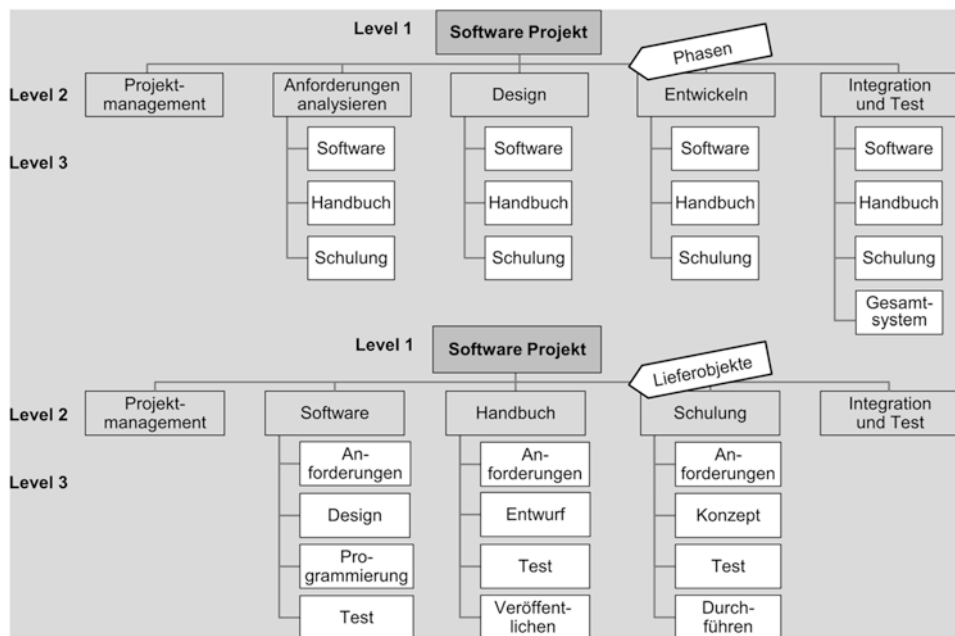 Level 1
Software Projekt
Phasen
Level 2
Projekt-
management
Anforderungen
analysieren
Design
Entwickeln
Integration
und Test
Level 3
Software
Software
Software
Software
Handbuch
Handbuch
Handbuch
Handbuch
Schulung
Schulung
Schulung
Schulung
Gesamt-
system
Level 1
Software Projekt
Lieferobjekte
Level 2
Projekt-
management
Software
Handbuch
Schulung
Integration
und Test
Level 3
An-
forderungen
An-
forderungen
An-
forderungen
Design
Entwurf
Konzept
Pro-
grammierung
Test
Test
Test
Veröffent-
lichen
Durch-
führen